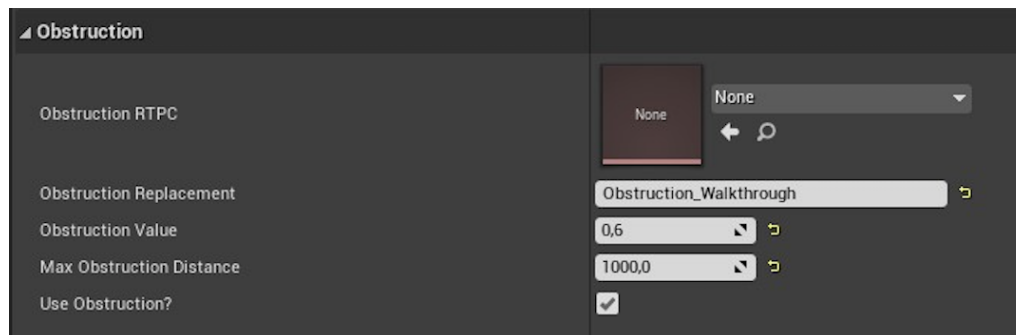 Obstruction
Obstruction RTPC
None
None
Obstruction Replacement
Obstruction_Walkthrough
Obstruction Value
0,6
Max Obstruction Distance
1000,0
Use Obstruction?